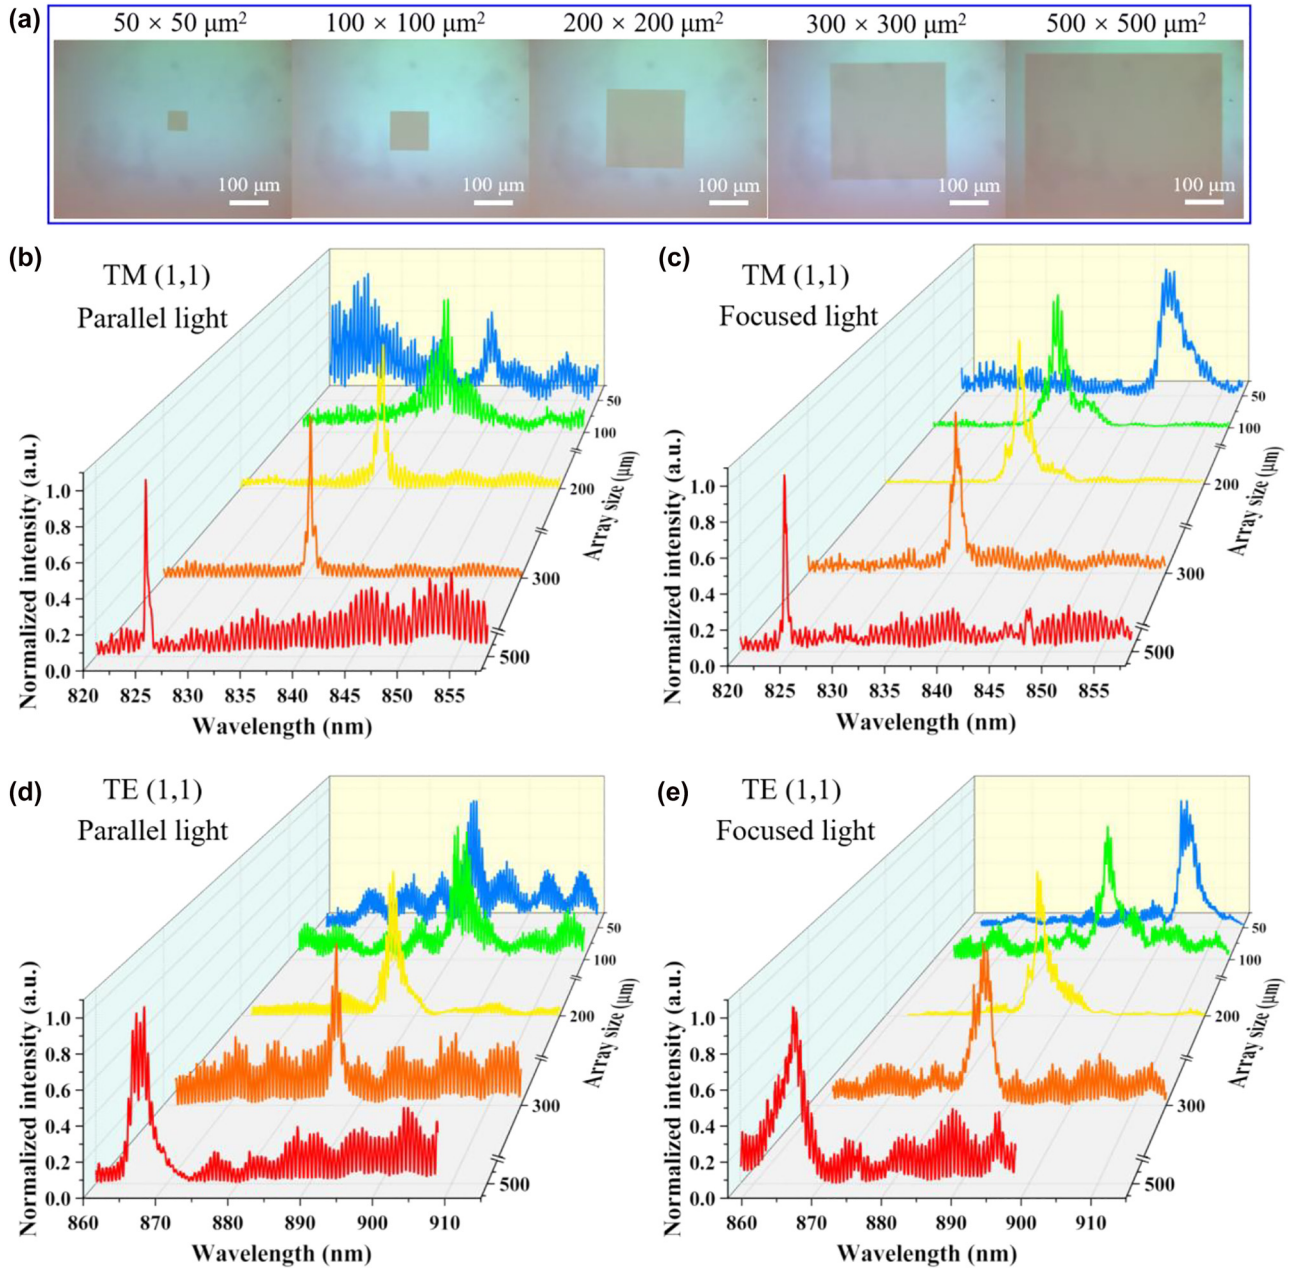 (a)
50 × 50 μm² 100 × 100 μm² 200 × 200 μm² 300 × 300 μm² 500 × 500 μm²
100 μm 100 μm 100 μm 100 μm 100 μm
(b)
TM (1,1)
Parallel light
Normalized intensity (a.u.)
1.0
0.8
0.6
0.4
0.2
0.0
820 825 830 835 840 845 850 855
Wavelength (nm)
50
100
200
300
500
Array size (μm)
(c)
TM (1,1)
Focused light
Normalized intensity (a.u.)
1.0
0.8
0.6
0.4
0.2
0.0
820 825 830 835 840 845 850 855
Wavelength (nm)
50
100
200
300
500
Array size (μm)
(d)
TE (1,1)
Parallel light
Normalized intensity (a.u.)
1.0
0.8
0.6
0.4
0.2
0.0
860 870 880 890 900 910
Wavelength (nm)
50
100
200
300
500
Array size (μm)
(e)
TE (1,1)
Focused light
Normalized intensity (a.u.)
1.0
0.8
0.6
0.4
0.2
0.0
860 870 880 890 900 910
Wavelength (nm)
50
100
200
300
500
Array size (μm)